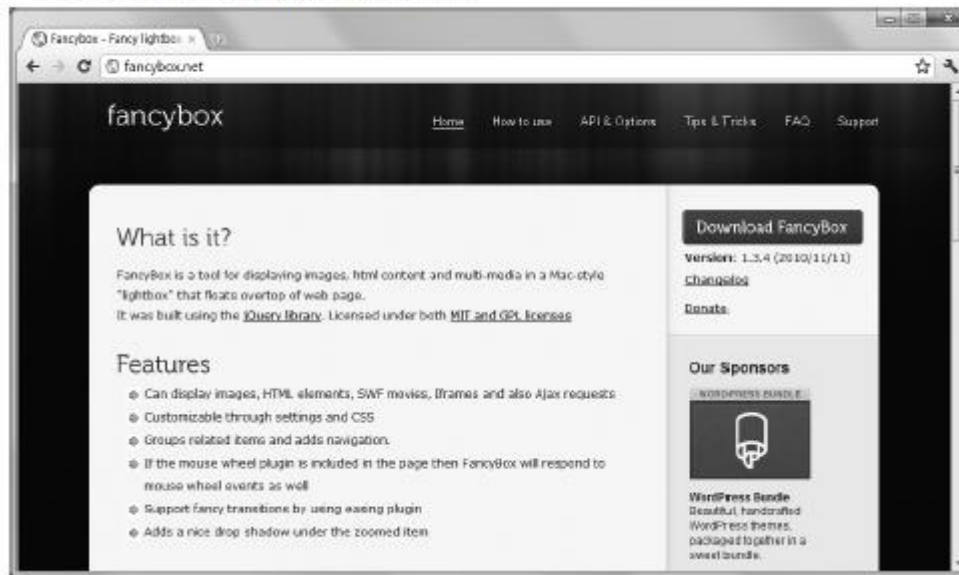 Fancybox - Fancy lightbox
fancybox.net
fancybox
Home How to use API & Options Tips & Tricks FAQ Support
What is it?
FancyBox is a tool for displaying images, html content and multi-media in a Mac-style
"lightbox" that floats overtop of web page.
It was built using the jQuery library. Licensed under both MIT and GPL licenses
Features
Can display images, HTML elements, SWF movies, Iframes and also Ajax requests
Customizable through settings and CSS
Groups related items and adds navigation.
If the mouse wheel plugin is included in the page then FancyBox will respond to
mouse wheel events as well
Support fancy transitions by using easing plugin
Adds a nice drop shadow under the zoomed item
Download FancyBox
Version: 1.3.4 (2010/11/11)
Changelog
Donate
Our Sponsors
WORDPRESS BUNDLE
WordPress Bundle
Beautiful, handcrafted
WordPress themes,
packaged together in a
sweet bundle.